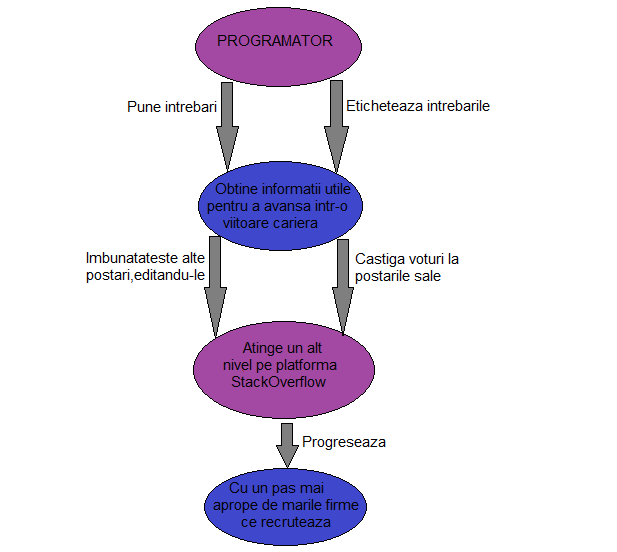 PROGRAMATOR
Pune intrebari
Eticheteaza intrebarile
Obtine informatii utile
pentru a avansa intr-o
viitoare cariera
Imbunatateste alte
postari,editandu-le
Castiga voturi la
postarile sale
Atinge un alt
nivel pe platforma
StackOverflow
Progreseaza
Cu un pas mai
aprope de marile firme
ce recruteaza